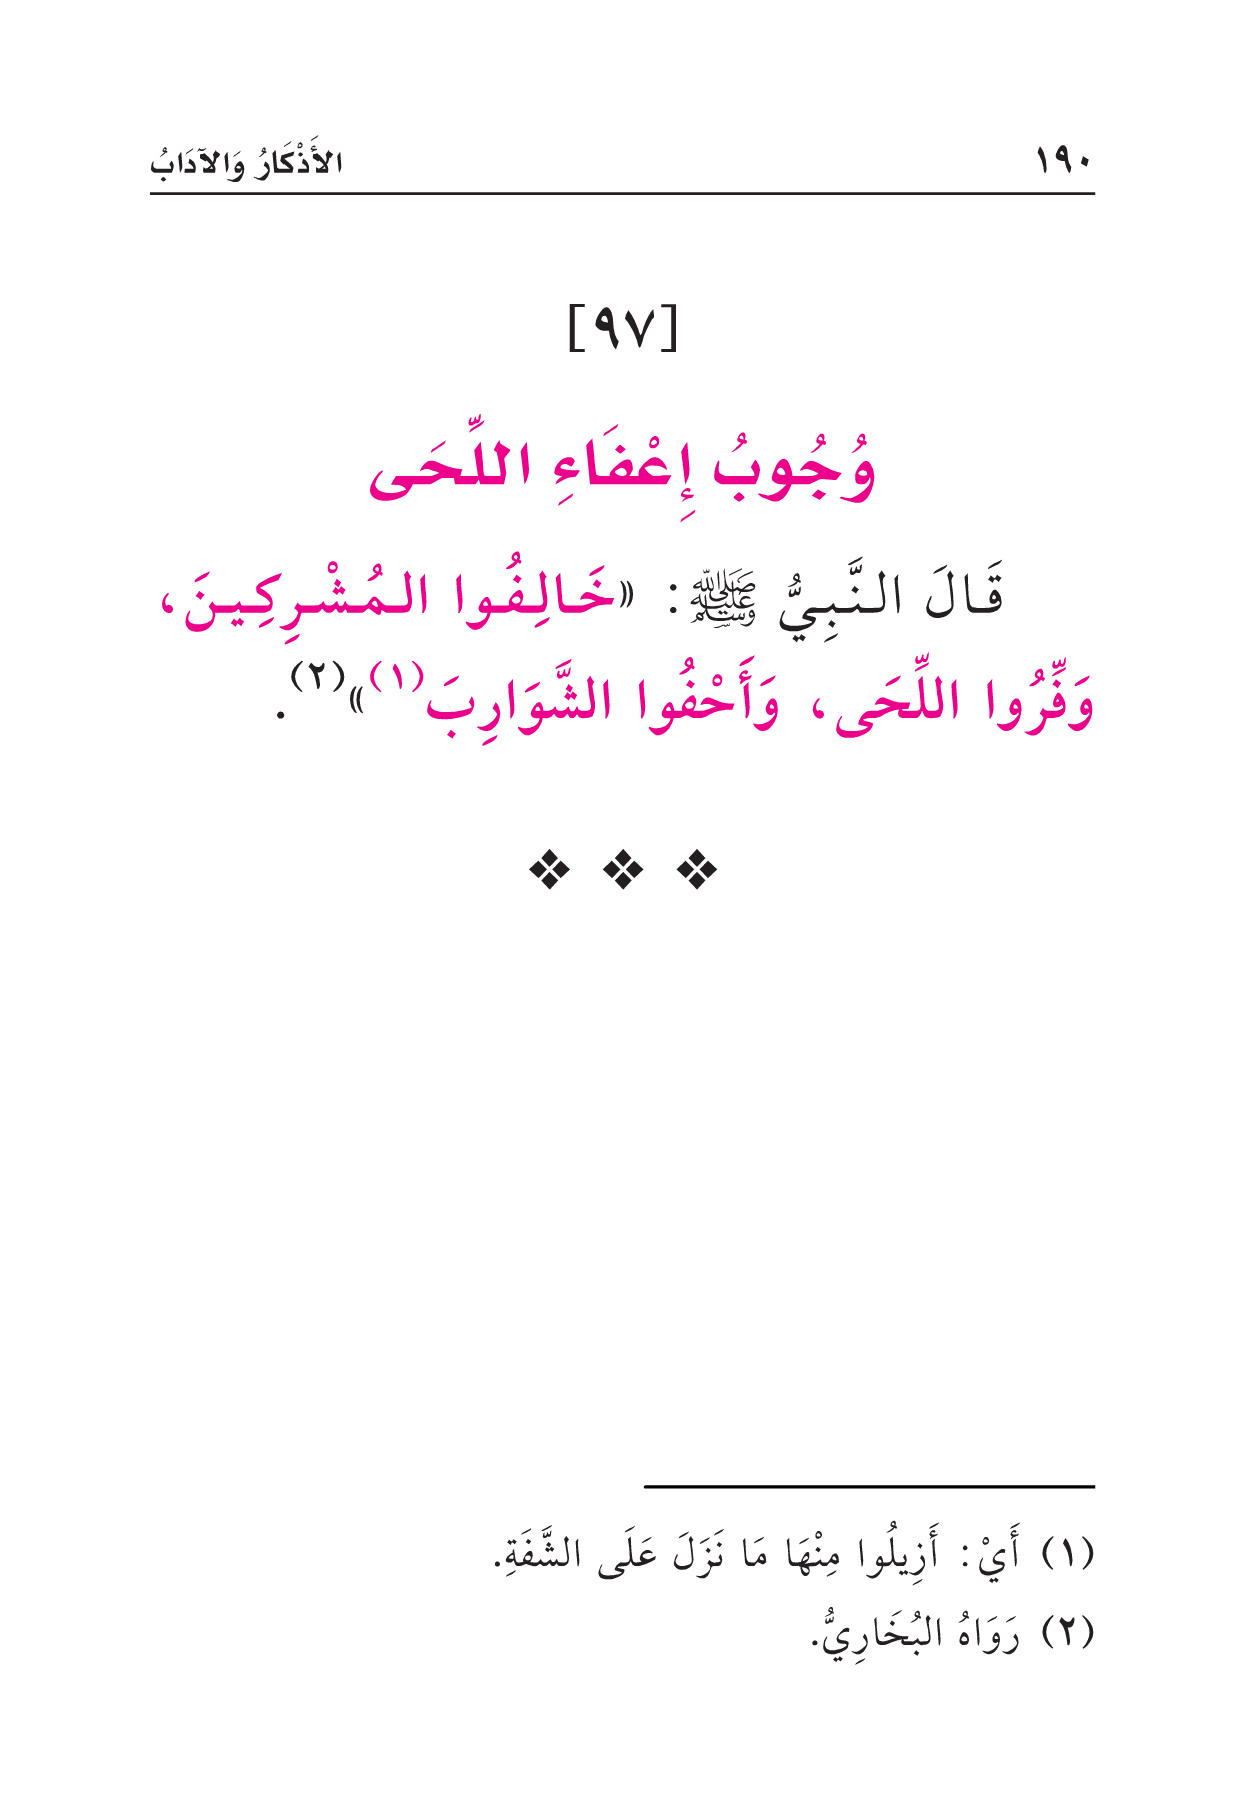 ١٩٠
الأَذْكَارُ وَالآدَابُ
[٩٧]
وُجُوبُ إِعْفَاءِ اللِّحَى
قَالَ النَّبِيُّ ﷺ: «خَالِفُوا المُشْرِكِينَ،
وَفِّرُوا اللِّحَى، وَأَحْفُوا الشَّوَارِبَ(١)»(٢).
(١) أَيْ: أَزِيلُوا مِنْهَا مَا نَزَلَ عَلَى الشَّفَةِ.
(٢) رَوَاهُ البُخَارِيُّ.